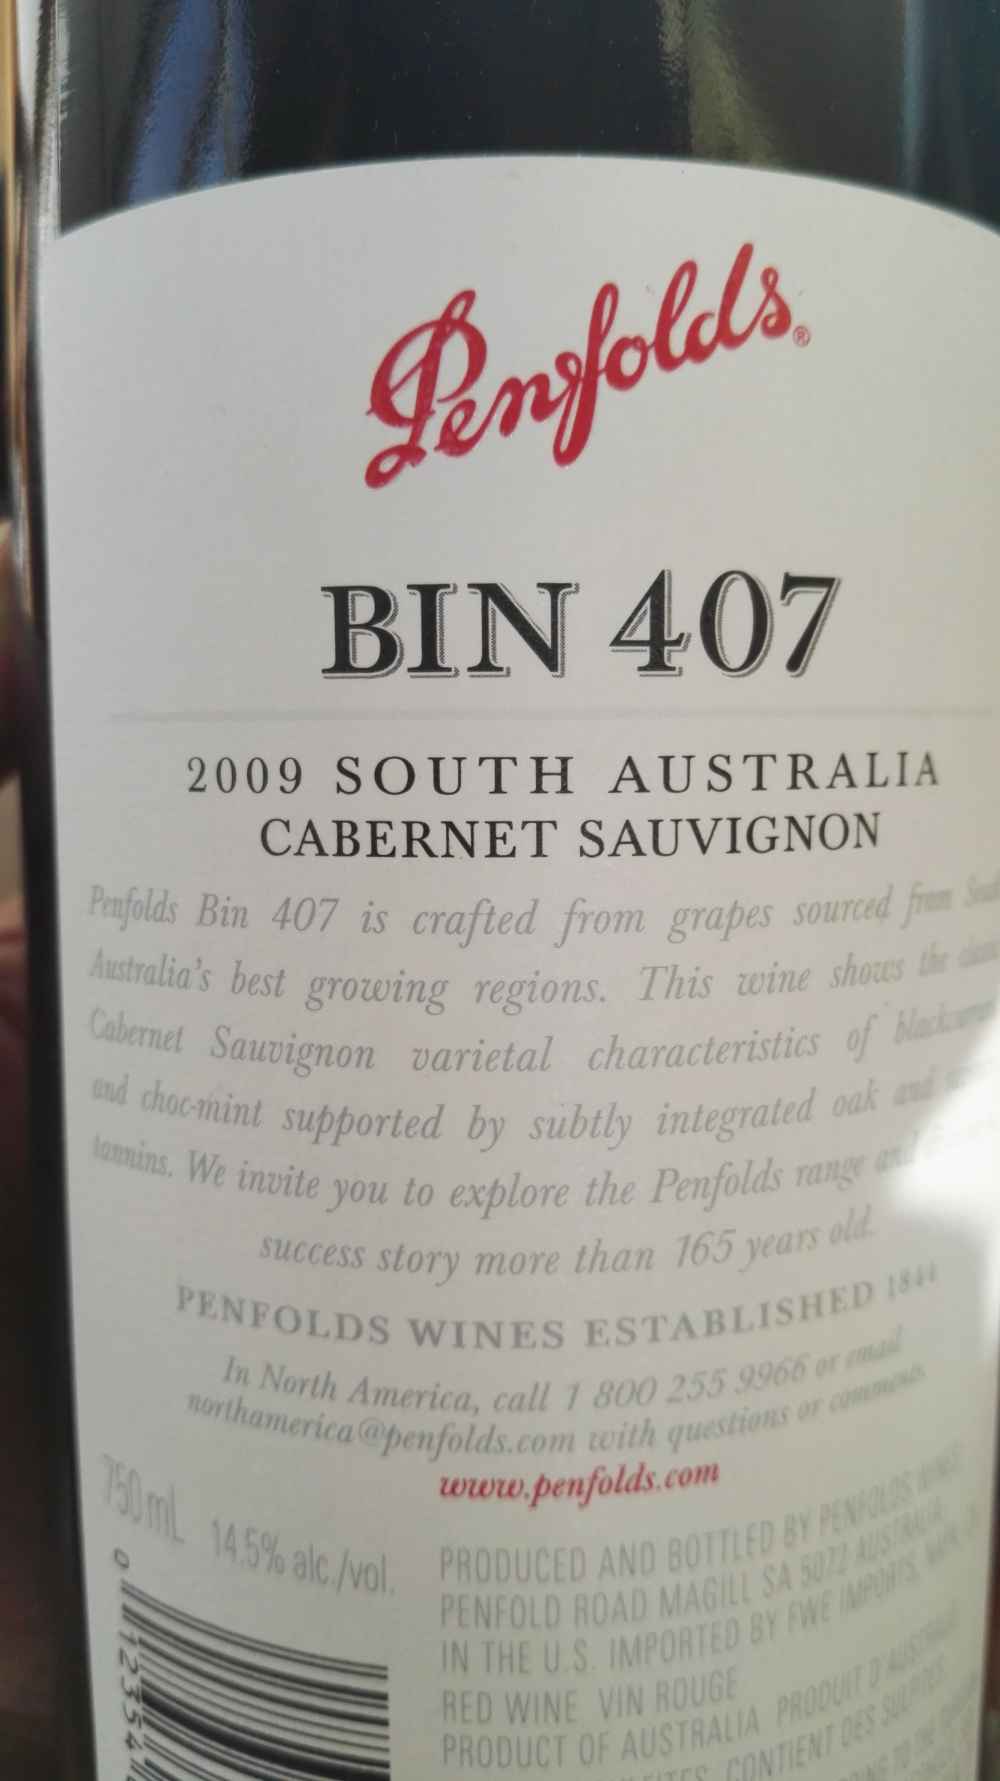 Penfolds®
BIN 407
2009 SOUTH AUSTRALIA
CABERNET SAUVIGNON
Penfolds Bin 407 is crafted from grapes sourced from South
Australia's best growing regions. This wine shows the
Cabernet Sauvignon varietal characteristics of blackcurrant
and choc-mint supported by subtly integrated oak and
tannins. We invite you to explore the Penfolds range and
success story more than 165 years old.
PENFOLDS WINES ESTABLISHED 1844
In North America, call 1 800 255 9966 or email
northamerica@penfolds.com with questions or comments.
www.penfolds.com
750 mL 14.5% alc./vol.
PRODUCED AND BOTTLED BY PENFOLDS WINES
PENFOLD ROAD MAGILL SA 5072 AUSTRALIA.
IN THE U.S. IMPORTED BY FWE IMPORTS, NAPA,
RED WINE VIN ROUGE
PRODUCT OF AUSTRALIA PRODUIT D'AUSTRALIE
CONTIENT DES SULFITES
0 12354